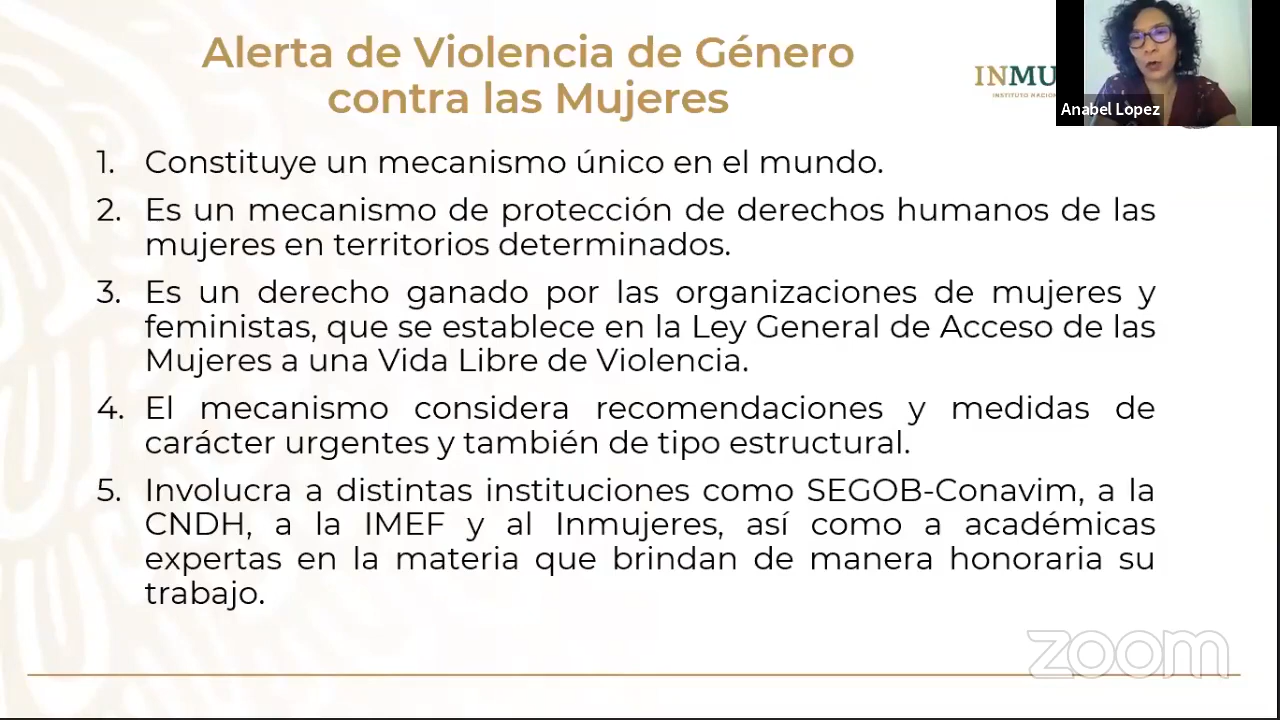 Alerta de Violencia de Género
contra las Mujeres
INMU
Anabel Lopez
1. Constituye un mecanismo único en el mundo.
2. Es un mecanismo de protección de derechos humanos de las
mujeres en territorios determinados.
3. Es un derecho ganado por las organizaciones de mujeres y
feministas, que se establece en la Ley General de Acceso de las
Mujeres a una Vida Libre de Violencia.
4. El mecanismo considera recomendaciones y medidas de
carácter urgentes y también de tipo estructural.
5. Involucra a distintas instituciones como SEGOB-Conavim, a la
CNDH, a la IMEF y al Inmujeres, así como a académicas
expertas en la materia que brindan de manera honoraria su
trabajo.
zoom